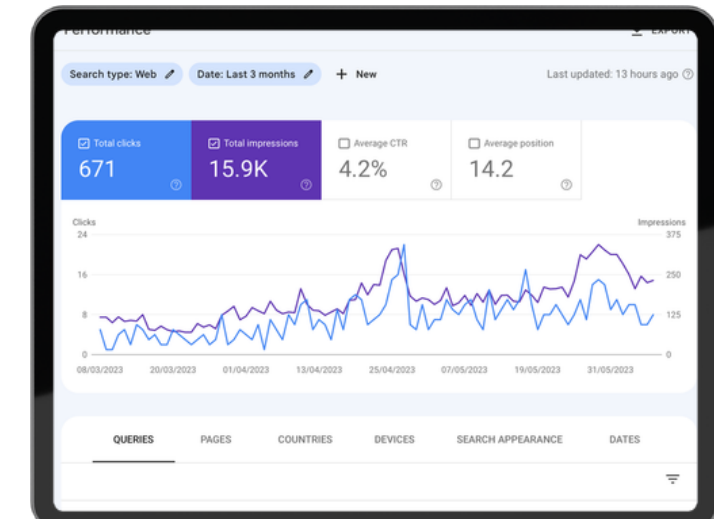 Performance
EXPORT
Search type: Web
Date: Last 3 months
+ New
Last updated: 13 hours ago
Total clicks
671
Total impressions
15.9K
Average CTR
4.2%
Average position
14.2
Clicks
Impressions
24
375
16
250
8
125
0
0
08/03/2023 20/03/2023 01/04/2023 13/04/2023 25/04/2023 07/05/2023 19/05/2023 31/05/2023
QUERIES PAGES COUNTRIES DEVICES SEARCH APPEARANCE DATES